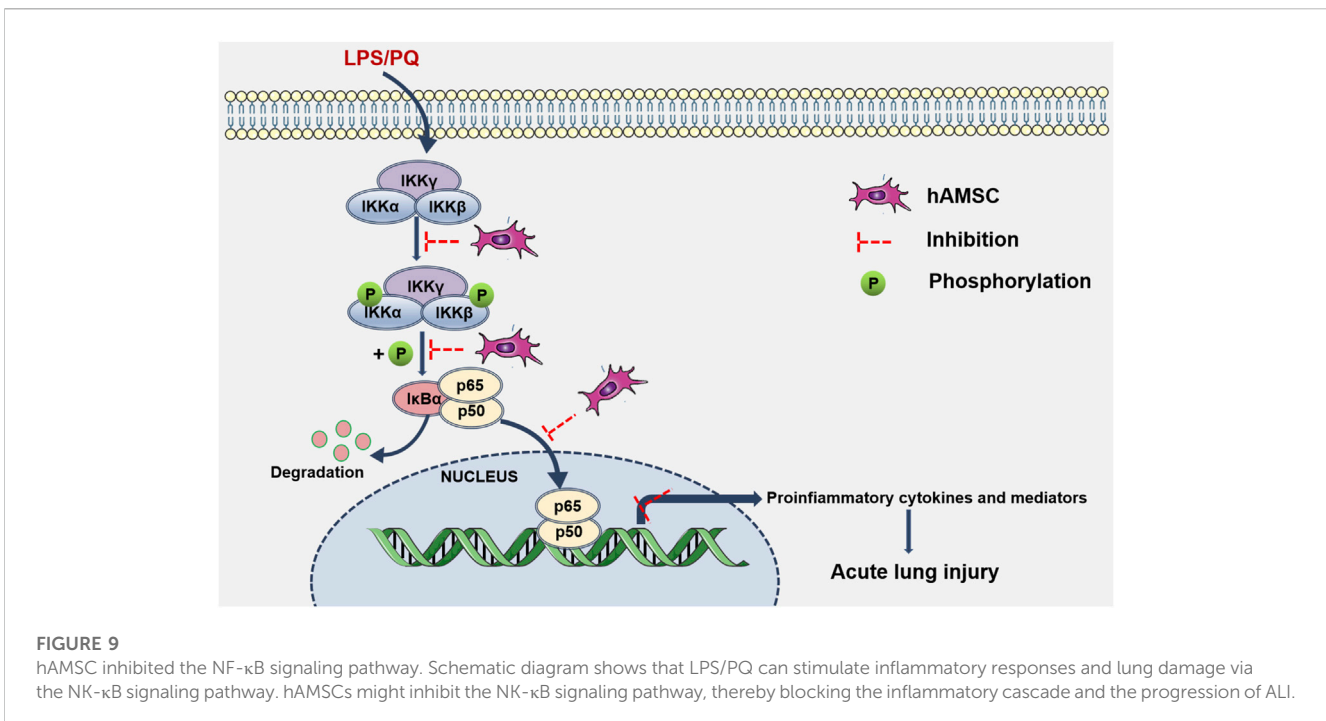 LPS/PQ
IKKγ
IKKα IKKβ
hAMSC
Inhibition
Phosphorylation
P
IKKγ
P P
IKKα IKKβ
+ P
p65
IκBα
p50
Degradation
NUCLEUS
p65
p50
Proinfiammatory cytokines and mediators
Acute lung injury
FIGURE 9
hAMSC inhibited the NF-κB signaling pathway. Schematic diagram shows that LPS/PQ can stimulate inflammatory responses and lung damage via
the NK-κB signaling pathway. hAMSCs might inhibit the NK-κB signaling pathway, thereby blocking the inflammatory cascade and the progression of ALI.